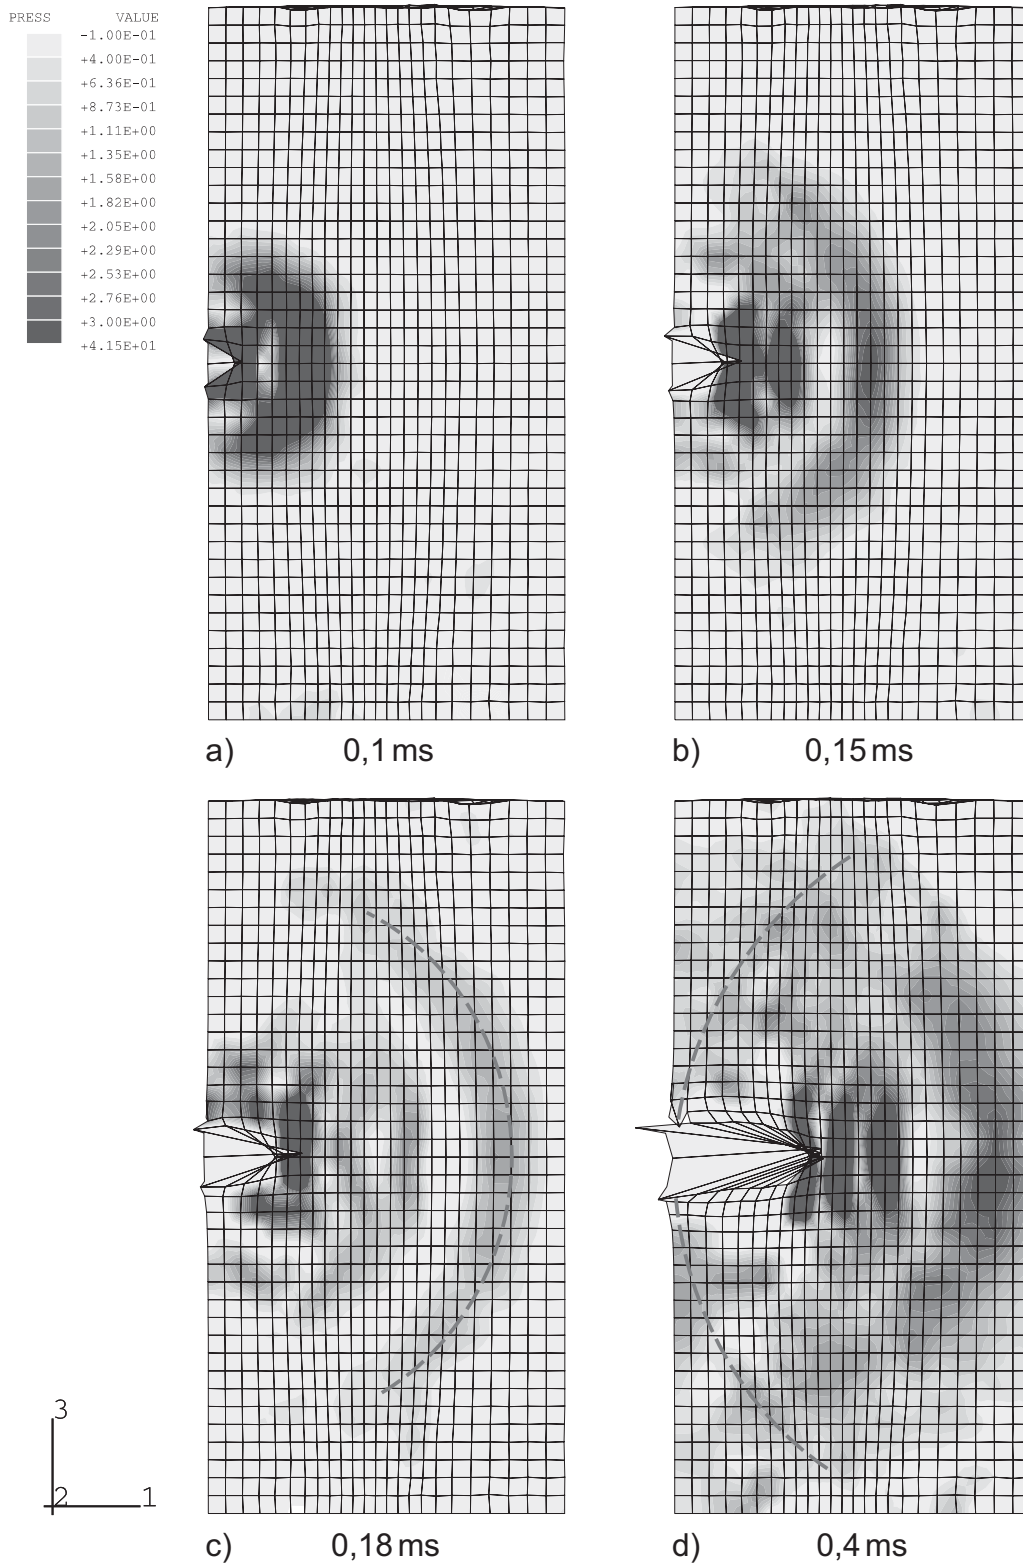 PRESS VALUE
-1.00E-01
+4.00E-01
+6.36E-01
+8.73E-01
+1.11E+00
+1.35E+00
+1.58E+00
+1.82E+00
+2.05E+00
+2.29E+00
+2.53E+00
+2.76E+00
+3.00E+00
+4.15E+01
a) 0,1 ms
b) 0,15 ms
3
2 1
c) 0,18 ms
d) 0,4 ms